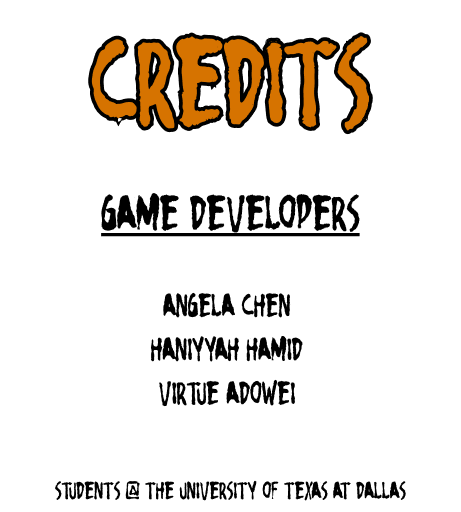 CREDITS
GAME DEVELOPERS
ANGELA CHEN
HANIYYAH HAMID
VIRTUE ADOWEI
STUDENTS @ THE UNIVERSITY OF TEXAS AT DALLAS